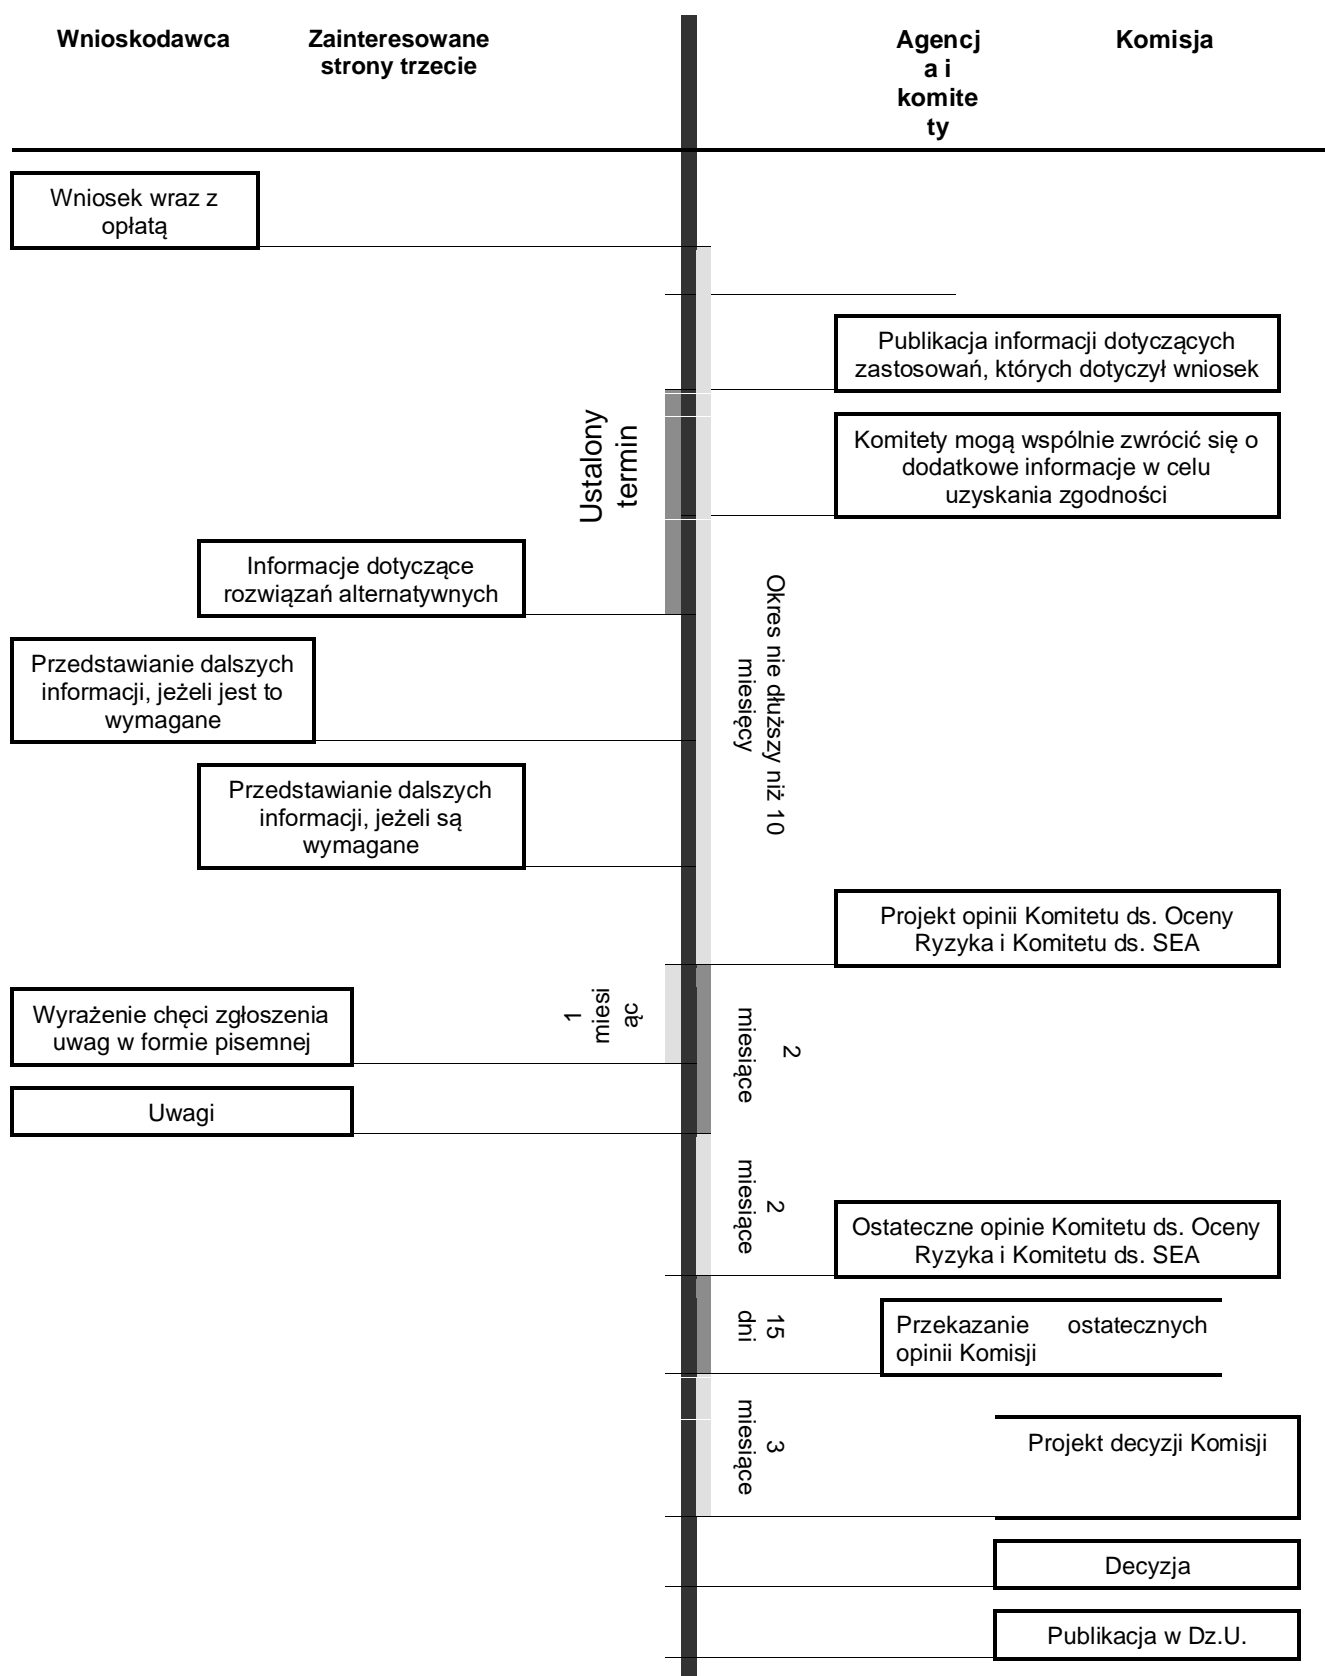 Wnioskodawca
Zainteresowane
strony trzecie
Agencj
a i
komite
ty
Komisja
Wniosek wraz z
opłatą
Publikacja informacji dotyczących
zastosowań, których dotyczył wniosek
Ustalony
termin
Komitety mogą wspólnie zwrócić się o
dodatkowe informacje w celu
uzyskania zgodności
Informacje dotyczące
rozwiązań alternatywnych
Okres nie dłuższy niż 10
miesięcy
Przedstawianie dalszych
informacji, jeżeli jest to
wymagane
Przedstawianie dalszych
informacji, jeżeli są
wymagane
Projekt opinii Komitetu ds. Oceny
Ryzyka i Komitetu ds. SEA
Wyrażenie chęci zgłoszenia
uwag w formie pisemnej
1
miesi
ąc
2
miesiące
Uwagi
2
miesiące
Ostateczne opinie Komitetu ds. Oceny
Ryzyka i Komitetu ds. SEA
15
dni
Przekazanie ostatecznych
opinii Komisji
3
miesiące
Projekt decyzji Komisji
Decyzja
Publikacja w Dz.U.